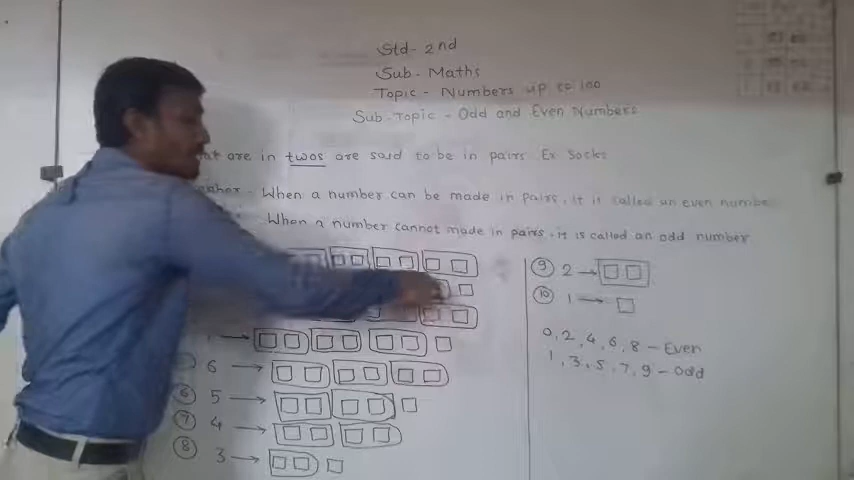 Std- 2nd
Sub- Maths
Topic - Numbers up to 100
Sub-Topic - Odd and Even Numbers
are in twos are said to be in pairs. Ex Socks
When a number can be made in pairs, it is called an even number
When a number cannot made in pairs, it is called an odd number
6 →
⑥ 5 →
⑦ 4 →
⑧ 3 →
⑨ 2 →
⑩ 1 →
0, 2, 4, 6, 8 - Even
1, 3, 5, 7, 9 - Odd